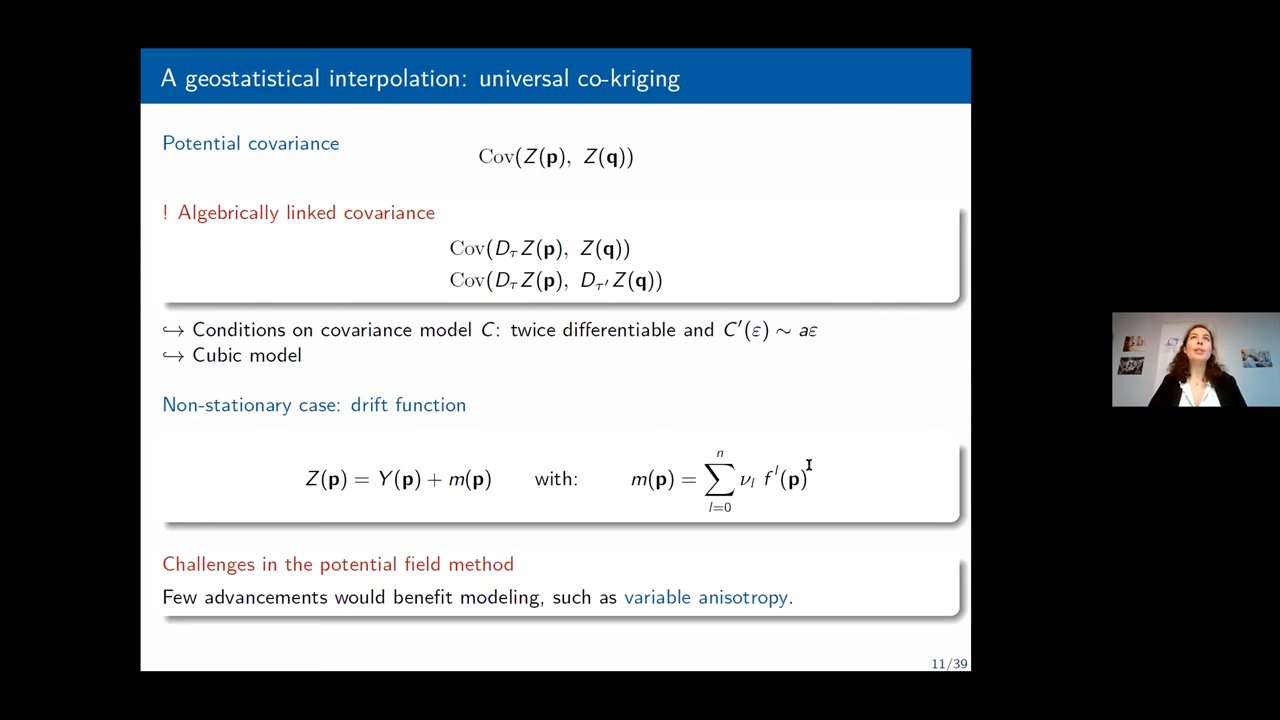 A geostatistical interpolation: universal co-kriging
Potential covariance
Cov(Z(p), Z(q))
! Algebrically linked covariance
Cov(D_τ Z(p), Z(q))
Cov(D_τ Z(p), D_τ′ Z(q))
↪ Conditions on covariance model C: twice differentiable and C′(ε) ∼ aε
↪ Cubic model
Non-stationary case: drift function
Z(p) = Y(p) + m(p) with: m(p) = ∑_{l=0}^{n} ν_l f^l(p)
Challenges in the potential field method
Few advancements would benefit modeling, such as variable anisotropy.
11/39